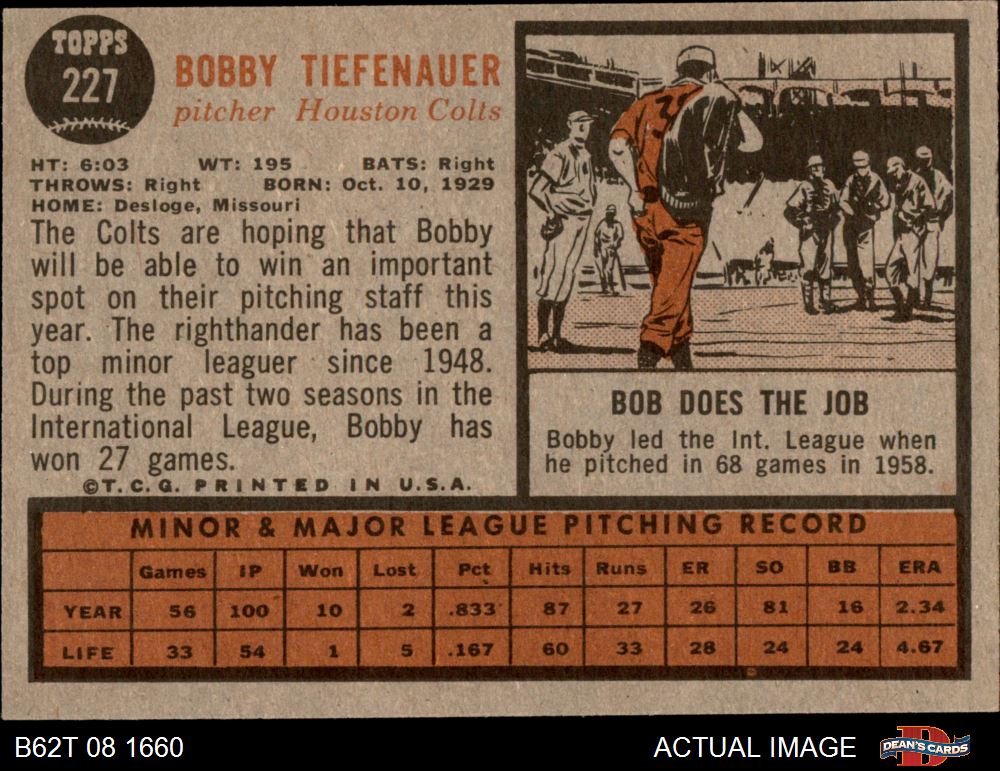 TOPPS
227
BOBBY TIEFENAUER
pitcher Houston Colts
HT: 6:03 WT: 195 BATS: Right
THROWS: Right BORN: Oct. 10, 1929
HOME: Desloge, Missouri
The Colts are hoping that Bobby
will be able to win an important
spot on their pitching staff this
year. The righthander has been a
top minor leaguer since 1948.
During the past two seasons in the
International League, Bobby has
won 27 games.
©T.C.G. PRINTED IN U.S.A.
BOB DOES THE JOB
Bobby led the Int. League when
he pitched in 68 games in 1958.
MINOR & MAJOR LEAGUE PITCHING RECORD
Games IP Won Lost Pct Hits Runs ER SO BB ERA
YEAR 56 100 10 2 .833 87 27 26 81 16 2.34
LIFE 33 54 1 5 .167 60 33 28 24 24 4.67
B62T 08 1660 ACTUAL IMAGE DEAN'S CARDS